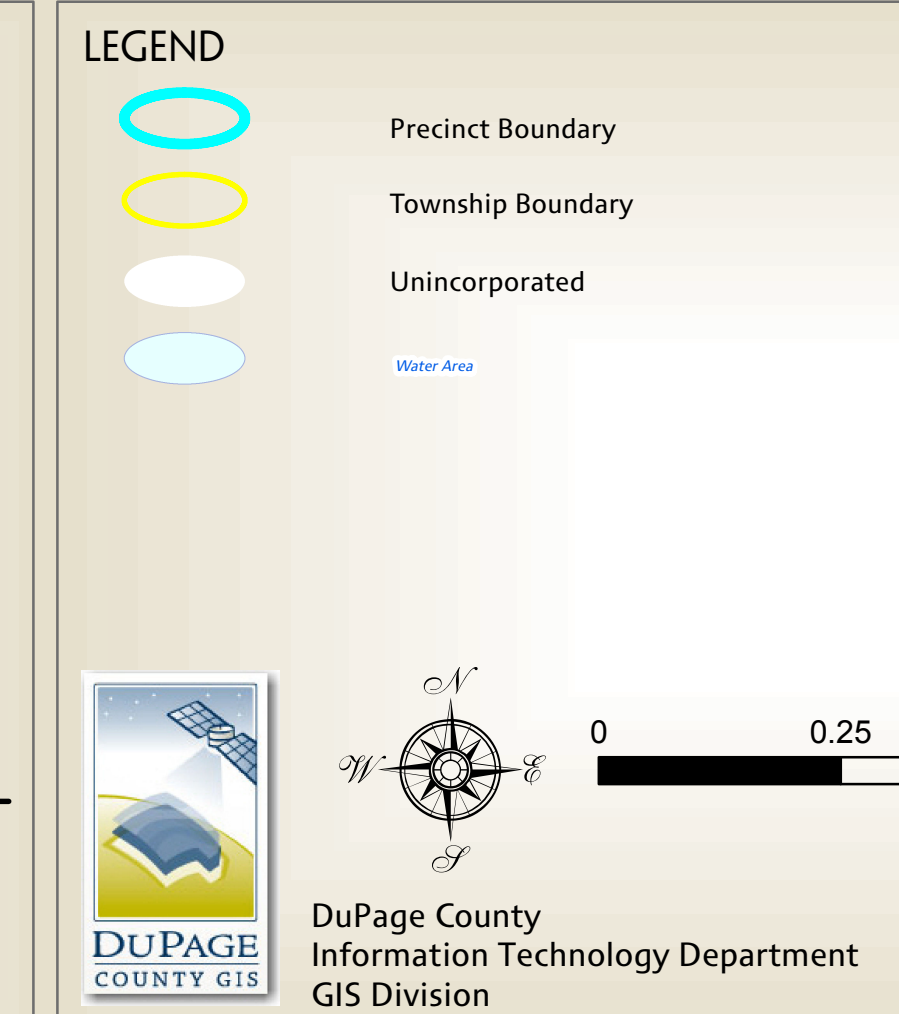 LEGEND
Precinct Boundary
Township Boundary
Unincorporated
Water Area
N
W E
S
0 0.25
DUPAGE
COUNTY GIS
DuPage County
Information Technology Department
GIS Division